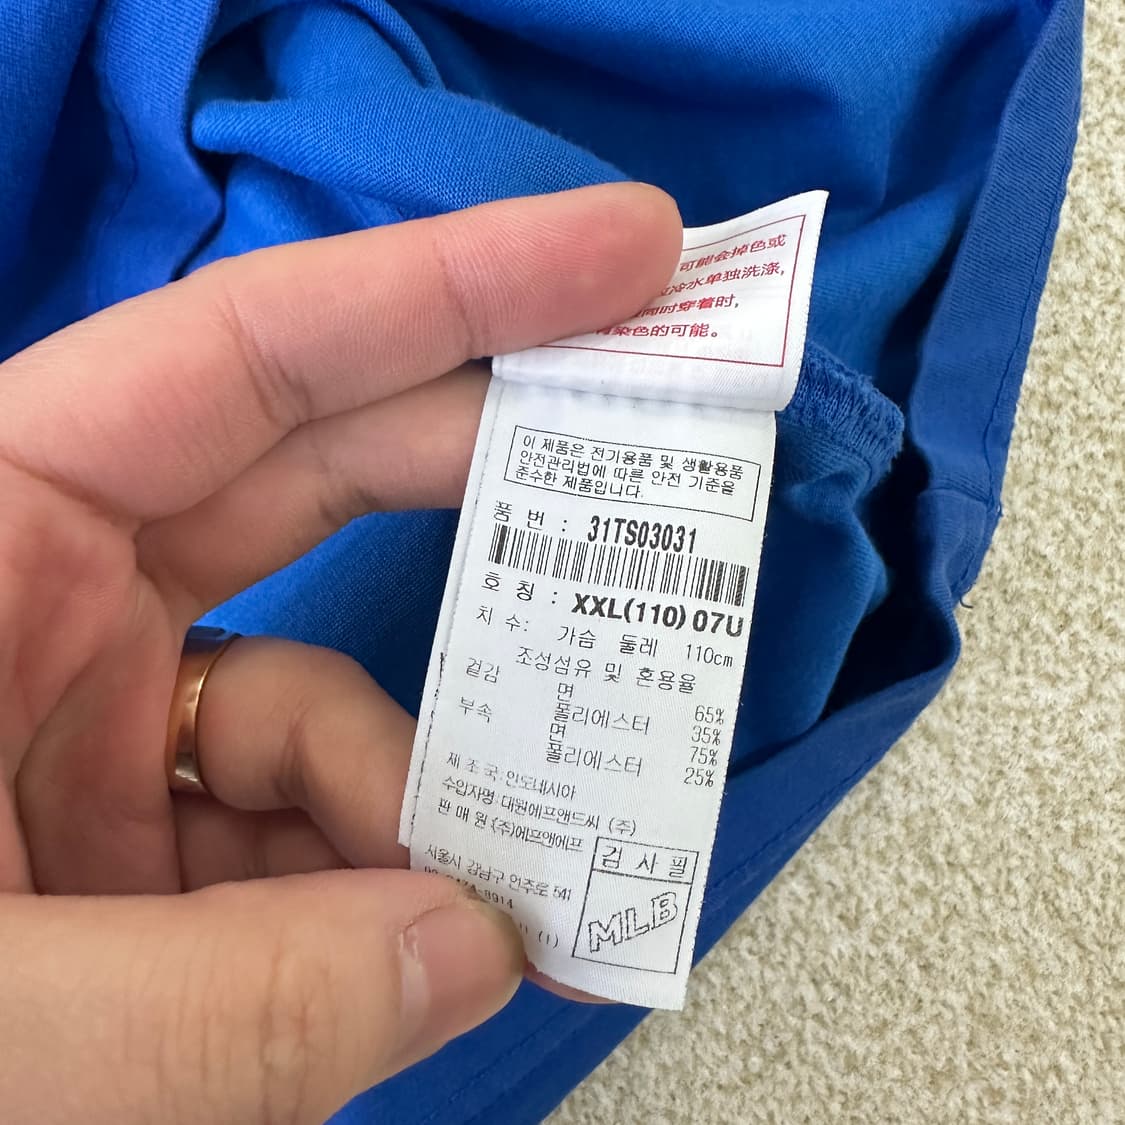 可能会掉色或
冷水单独洗涤,
同时穿着时,
有染色的可能。
이 제품은 전기용품 및 생활용품
안전관리법에 따른 안전 기준을
준수한 제품입니다.
품 번 : 31TS03031
호 칭 : XXL(110) 07U
치 수: 가슴 둘레 110cm
조성섬유 및 혼용율
겉감 면 65%
폴리에스터 35%
부속 면 75%
폴리에스터 25%
제 조 국: 인도네시아
수입자명: 대원에프앤드씨 (주)
판 매 원 :(주)에프앤에프
서울시 강남구 언주로 541
-8914
(1)
검 사 필
MLB